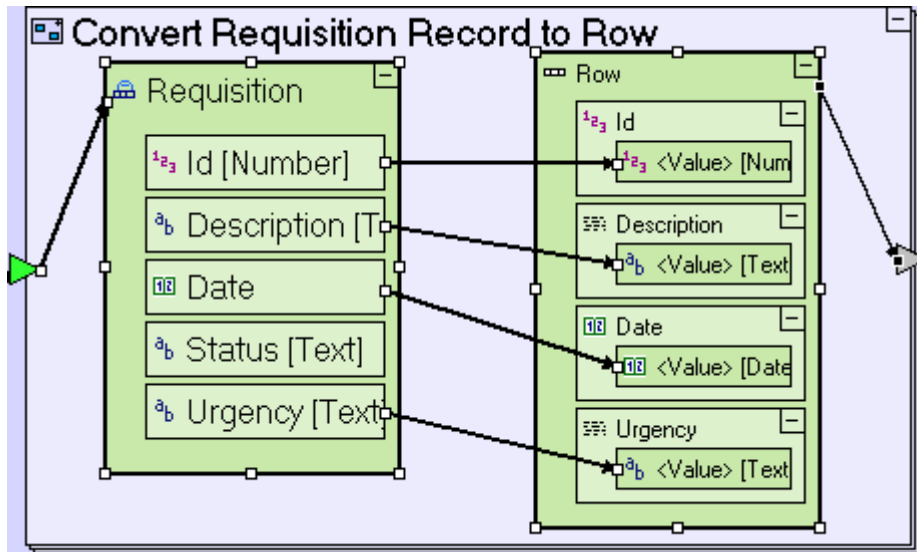 Convert Requisition Record to Row
Requisition
Id [Number]
Description [T
Date
Status [Text]
Urgency [Text]
Row
Id
<Value> [Num
Description
<Value> [Text
Date
<Value> [Date
Urgency
<Value> [Text